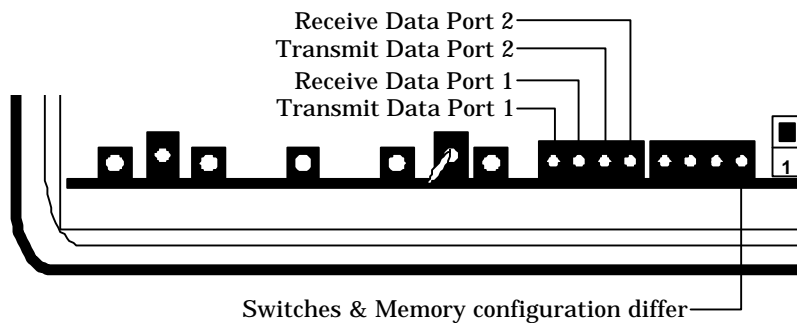 Receive Data Port 2
Transmit Data Port 2
Receive Data Port 1
Transmit Data Port 1
1
Switches & Memory configuration differ